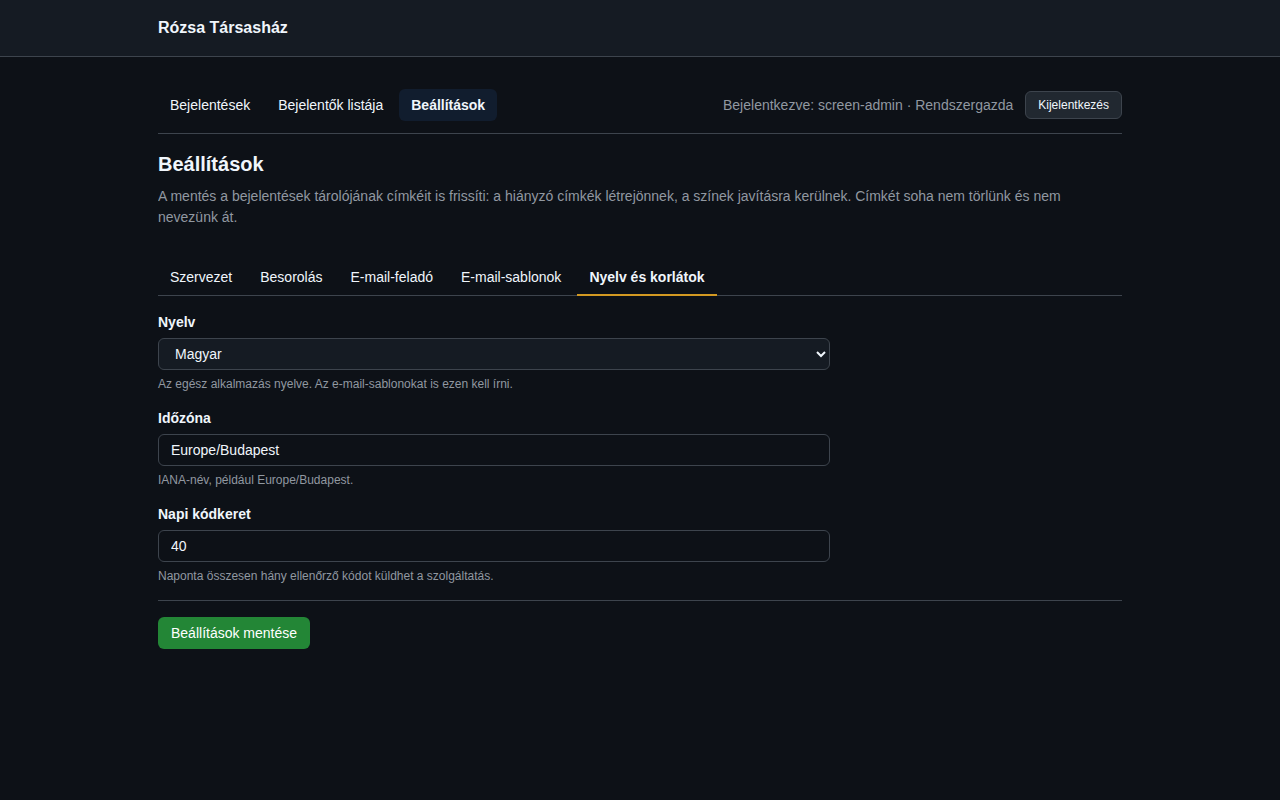 Rózsa Társasház
Bejelentések
Bejelentők listája
Beállítások
Bejelentkezve: screen-admin · Rendszergazda
Kijelentkezés
Beállítások
A mentés a bejelentések tárolójának címkéit is frissíti: a hiányzó címkék létrejönnek, a színek javításra kerülnek. Címkét soha nem törlünk és nem
nevezünk át.
Szervezet
Besorolás
E-mail-feladó
E-mail-sablonok
Nyelv és korlátok
Nyelv
Magyar
Az egész alkalmazás nyelve. Az e-mail-sablonokat is ezen kell írni.
Időzóna
Europe/Budapest
IANA-név, például Europe/Budapest.
Napi kódkeret
40
Naponta összesen hány ellenőrző kódot küldhet a szolgáltatás.
Beállítások mentése